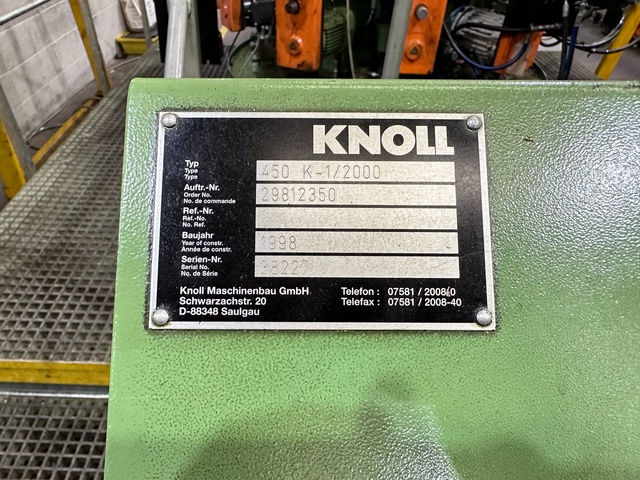 KNOLL
Typ
Type
Type
450 K-1/2000
Auftr.-Nr.
Order No.
No. de commande
29812350
Ref.-Nr.
Ref.-No.
No. Ref.
Baujahr
Year of constr.
Année de constr.
1998
Serien-Nr.
Serial No.
No. de Série
38227
Knoll Maschinenbau GmbH
Schwarzachstr. 20
D-88348 Saulgau
Telefon : 07581 / 2008-0
Telefax : 07581 / 2008-40